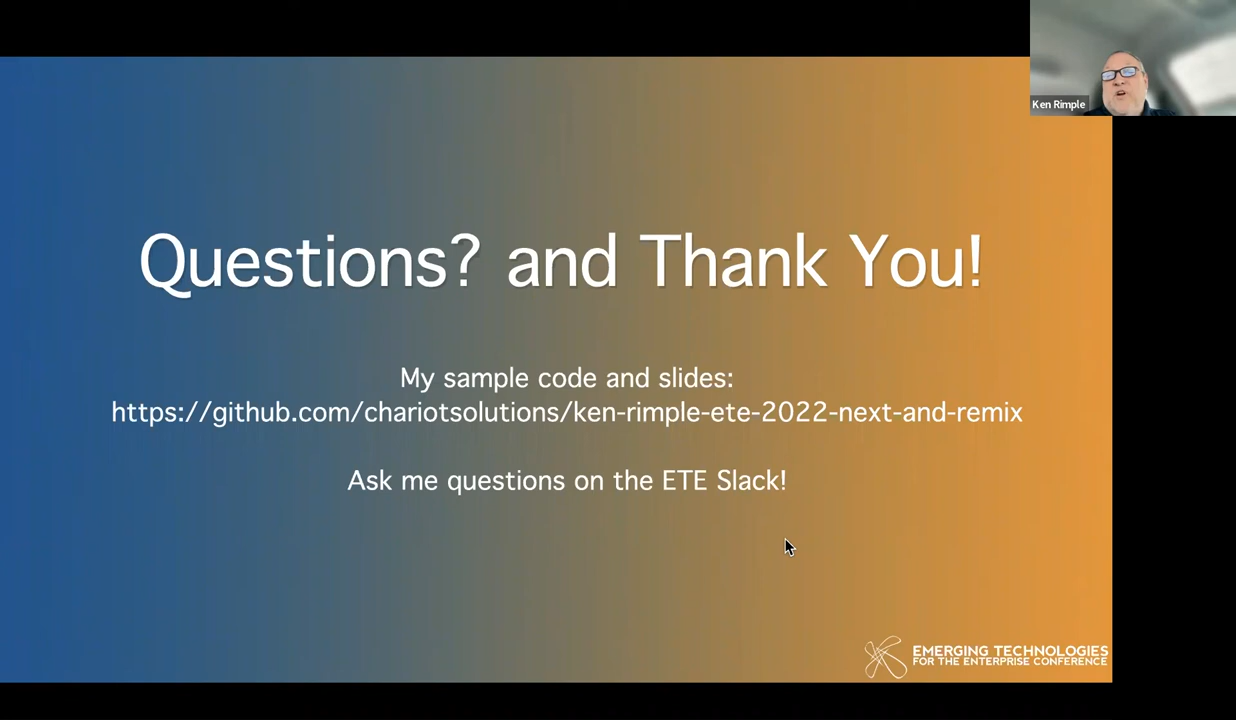 Ken Rimple
Questions? and Thank You!
My sample code and slides:
https://github.com/chariotsolutions/ken-rimple-ete-2022-next-and-remix
Ask me questions on the ETE Slack!
EMERGING TECHNOLOGIES
FOR THE ENTERPRISE CONFERENCE